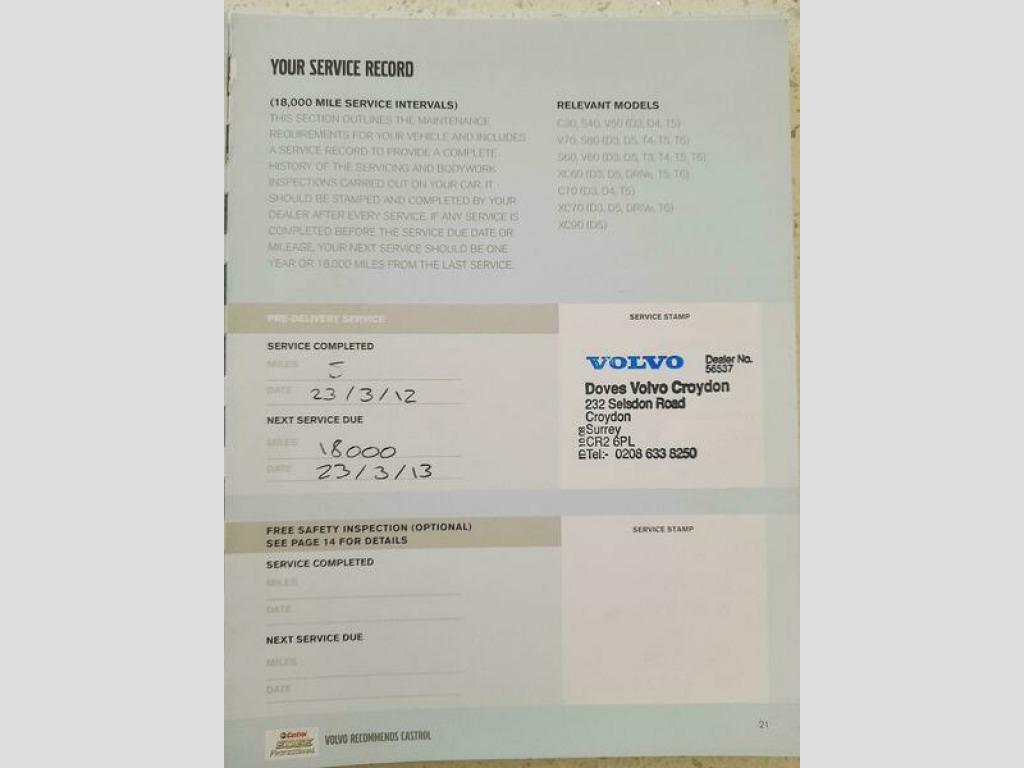 YOUR SERVICE RECORD
(18,000 MILE SERVICE INTERVALS)
THIS SECTION OUTLINES THE MAINTENANCE
REQUIREMENTS FOR YOUR VEHICLE AND INCLUDES
A SERVICE RECORD TO PROVIDE A COMPLETE
HISTORY OF THE SERVICING AND BODYWORK
INSPECTIONS CARRIED OUT ON YOUR CAR. IT
SHOULD BE STAMPED AND COMPLETED BY YOUR
DEALER AFTER EVERY SERVICE. IF ANY SERVICE IS
COMPLETED BEFORE THE SERVICE DUE DATE OR
MILEAGE, YOUR NEXT SERVICE SHOULD BE ONE
YEAR OR 18,000 MILES FROM THE LAST SERVICE.
RELEVANT MODELS
C30, S40, V50 (D3, D4, T5)
V70, S80 (D3, D5, T4, T5, T6)
S60, V60 (D3, D5, T3, T4, T5, T6)
XC60 (D3, D5, DRIVe, T5, T6)
C70 (D3, D4, T5)
XC70 (D3, D5, DRIVe, T6)
XC90 (D5)
PRE-DELIVERY SERVICE
SERVICE COMPLETED
MILES 5
DATE 23/3/12
NEXT SERVICE DUE
MILES 18000
DATE 23/3/13
SERVICE STAMP
VOLVO Dealer No.
56537
Doves Volvo Croydon
232 Selsdon Road
Croydon
Surrey
CR2 6PL
Tel:- 0208 633 8250
FREE SAFETY INSPECTION (OPTIONAL)
SEE PAGE 14 FOR DETAILS
SERVICE COMPLETED
MILES
DATE
NEXT SERVICE DUE
MILES
DATE
SERVICE STAMP
Castrol
EDGE
Professional
VOLVO RECOMMENDS CASTROL
21